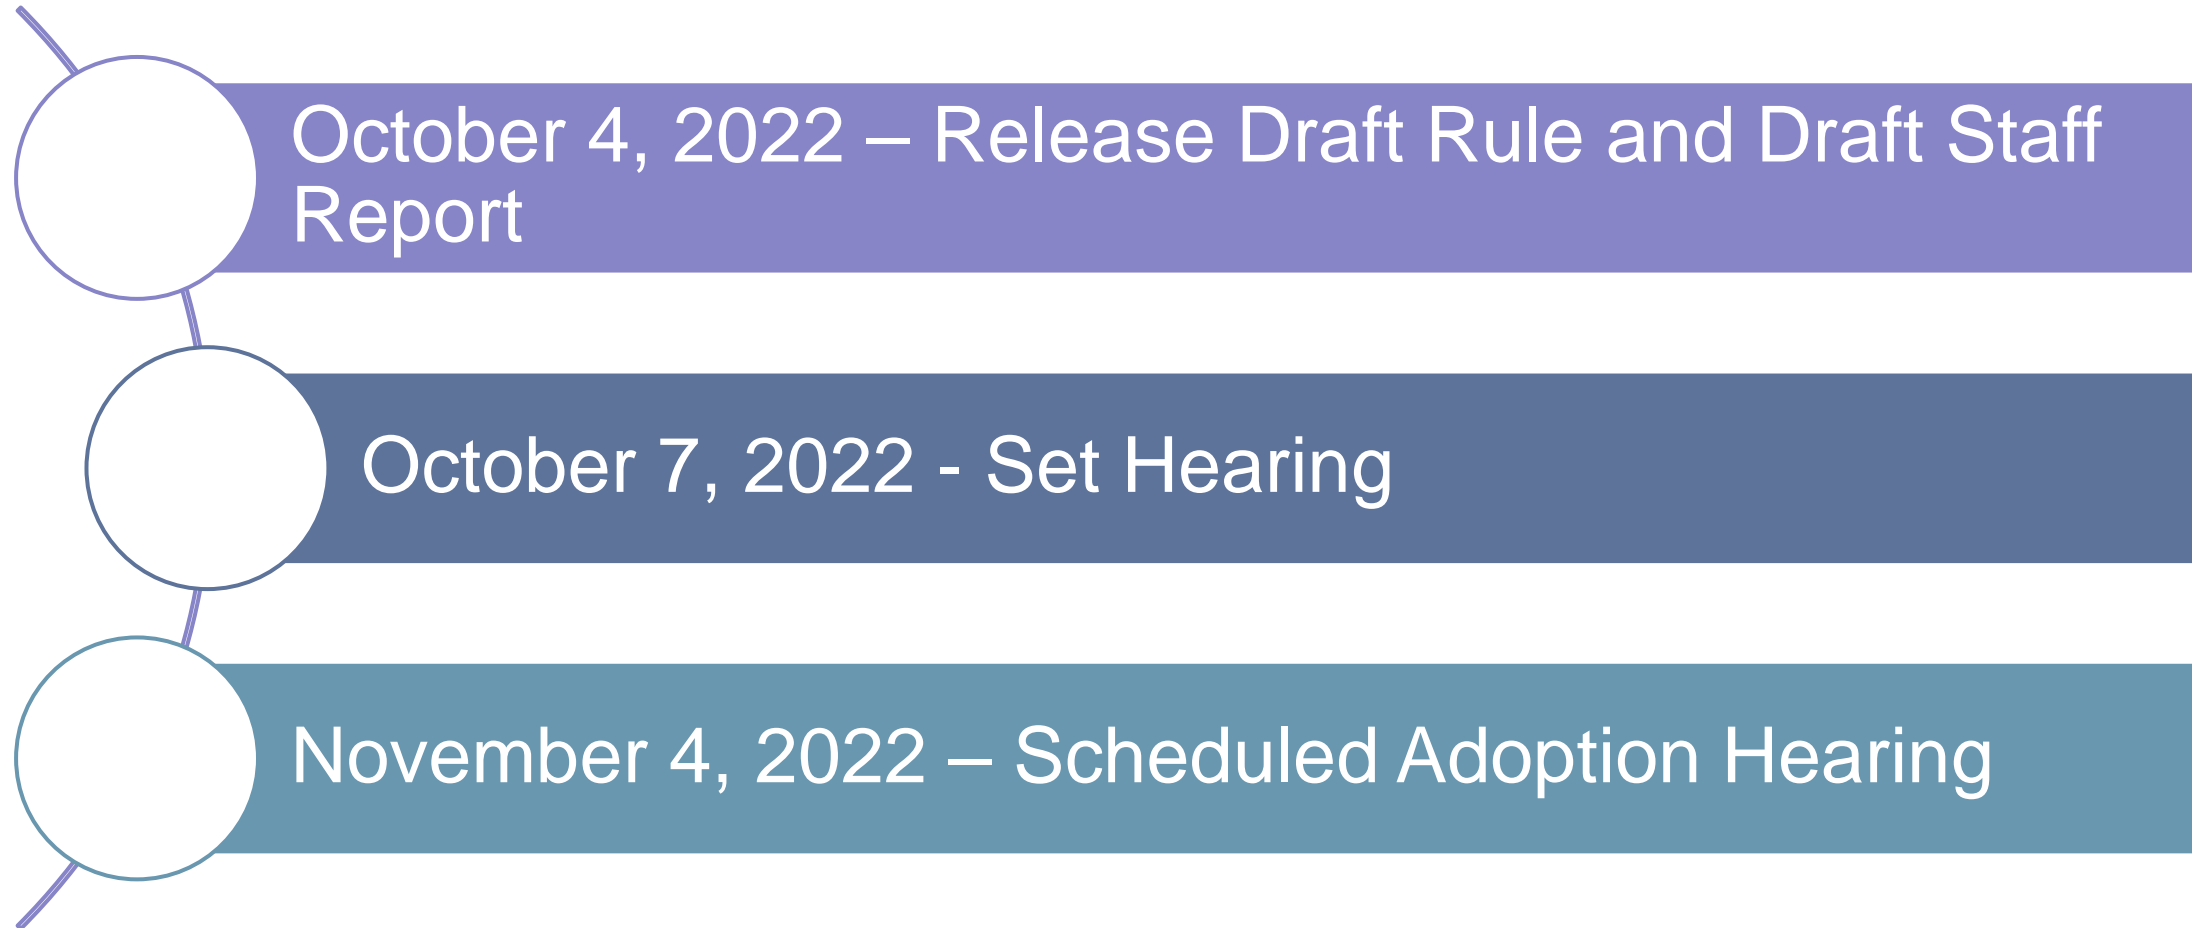 October 4, 2022 – Release Draft Rule and Draft Staff
Report
October 7, 2022 - Set Hearing
November 4, 2022 – Scheduled Adoption Hearing